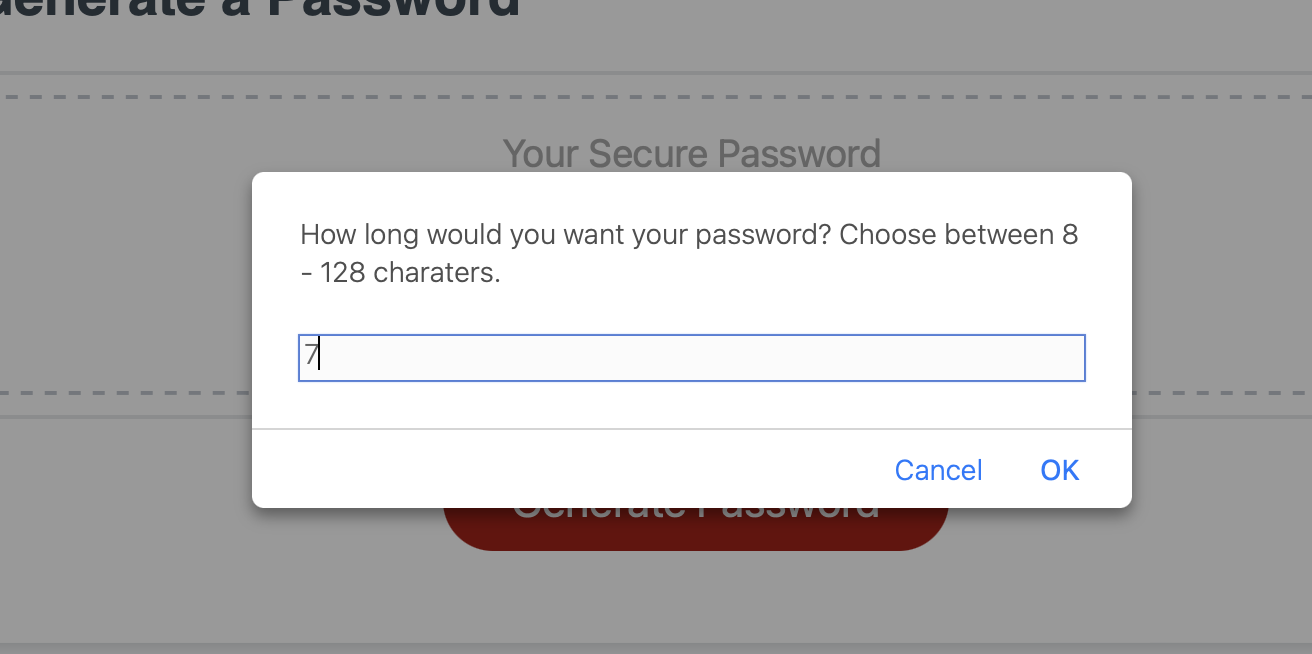 Generate a Password
Your Secure Password
How long would you want your password? Choose between 8
- 128 charaters.
7
Cancel
OK
Generate Password